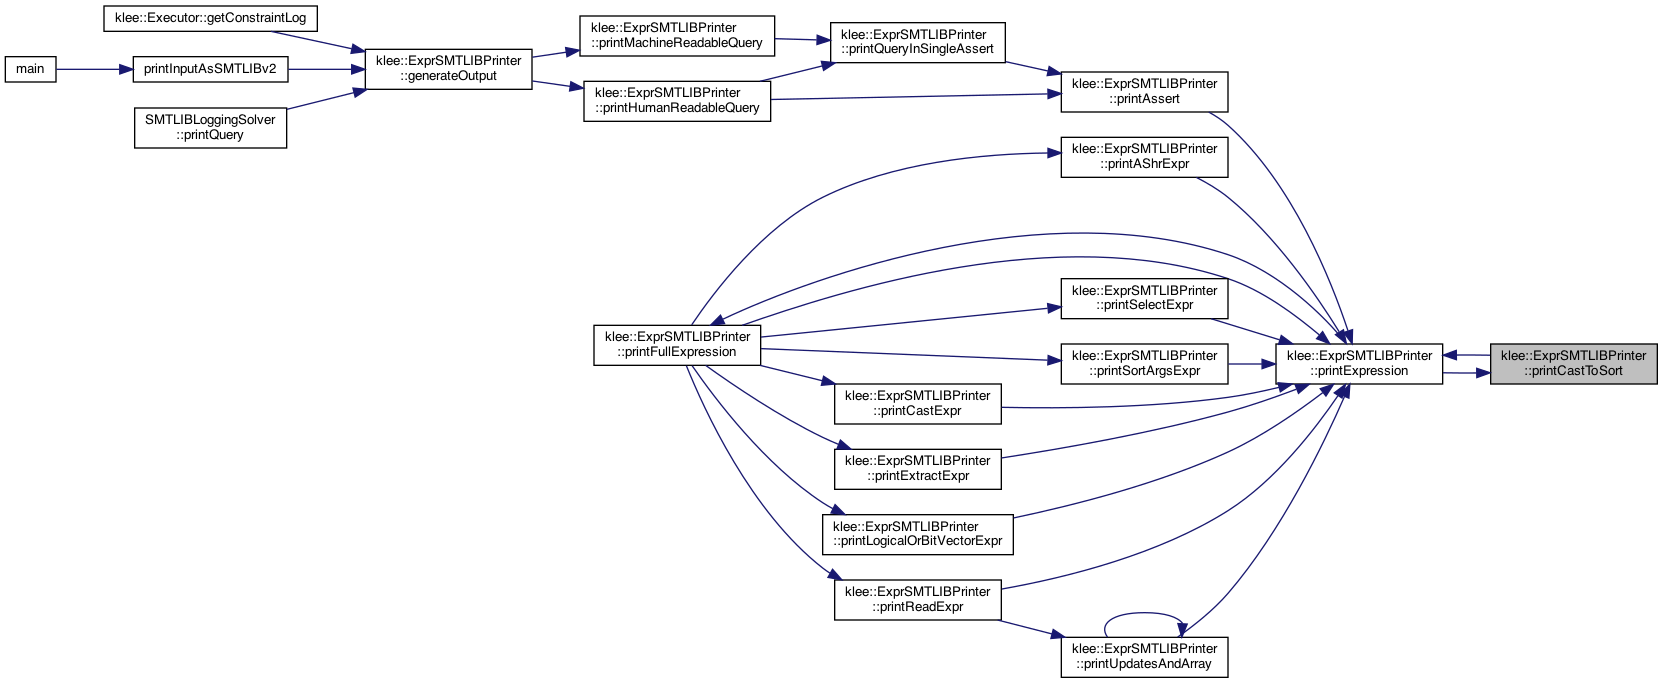 klee::Executor::getConstraintLog
main
printInputAsSMTLIBv2
SMTLIBLoggingSolver
::printQuery
klee::ExprSMTLIBPrinter
::generateOutput
klee::ExprSMTLIBPrinter
::printMachineReadableQuery
klee::ExprSMTLIBPrinter
::printHumanReadableQuery
klee::ExprSMTLIBPrinter
::printQueryInSingleAssert
klee::ExprSMTLIBPrinter
::printAssert
klee::ExprSMTLIBPrinter
::printAShrExpr
klee::ExprSMTLIBPrinter
::printSelectExpr
klee::ExprSMTLIBPrinter
::printFullExpression
klee::ExprSMTLIBPrinter
::printSortArgsExpr
klee::ExprSMTLIBPrinter
::printExpression
klee::ExprSMTLIBPrinter
::printCastToSort
klee::ExprSMTLIBPrinter
::printCastExpr
klee::ExprSMTLIBPrinter
::printExtractExpr
klee::ExprSMTLIBPrinter
::printLogicalOrBitVectorExpr
klee::ExprSMTLIBPrinter
::printReadExpr
klee::ExprSMTLIBPrinter
::printUpdatesAndArray